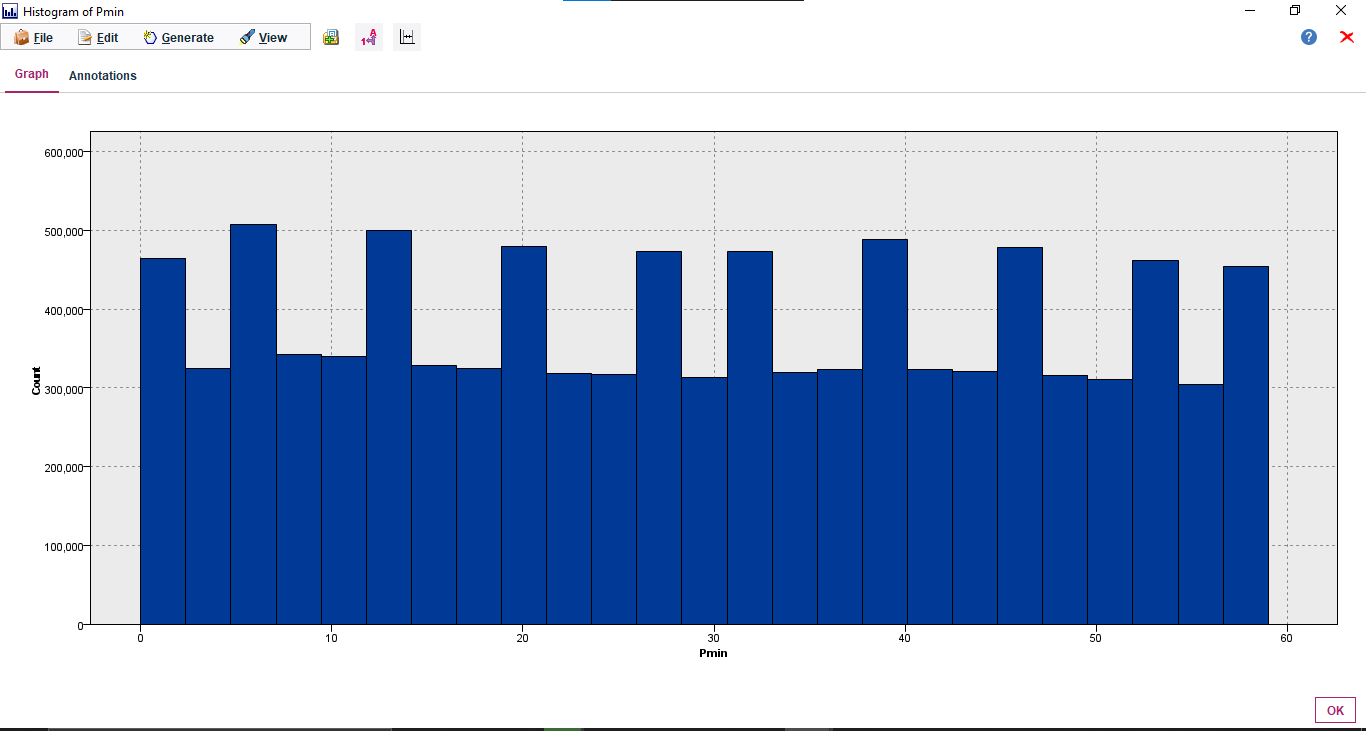 Histogram of Pmin
File Edit Generate View
Graph Annotations
600,000
500,000
400,000
300,000
200,000
100,000
0
Count
0 10 20 30 40 50 60
Pmin
OK